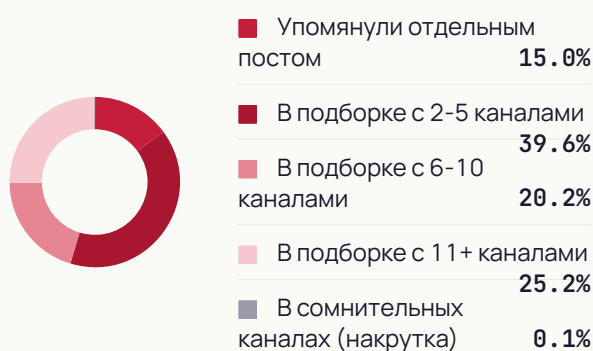 Упомянули отдельным
постом 15.0%
В подборке с 2-5 каналами
39.6%
В подборке с 6-10
каналами 20.2%
В подборке с 11+ каналами
25.2%
В сомнительных
каналах (накрутка) 0.1%